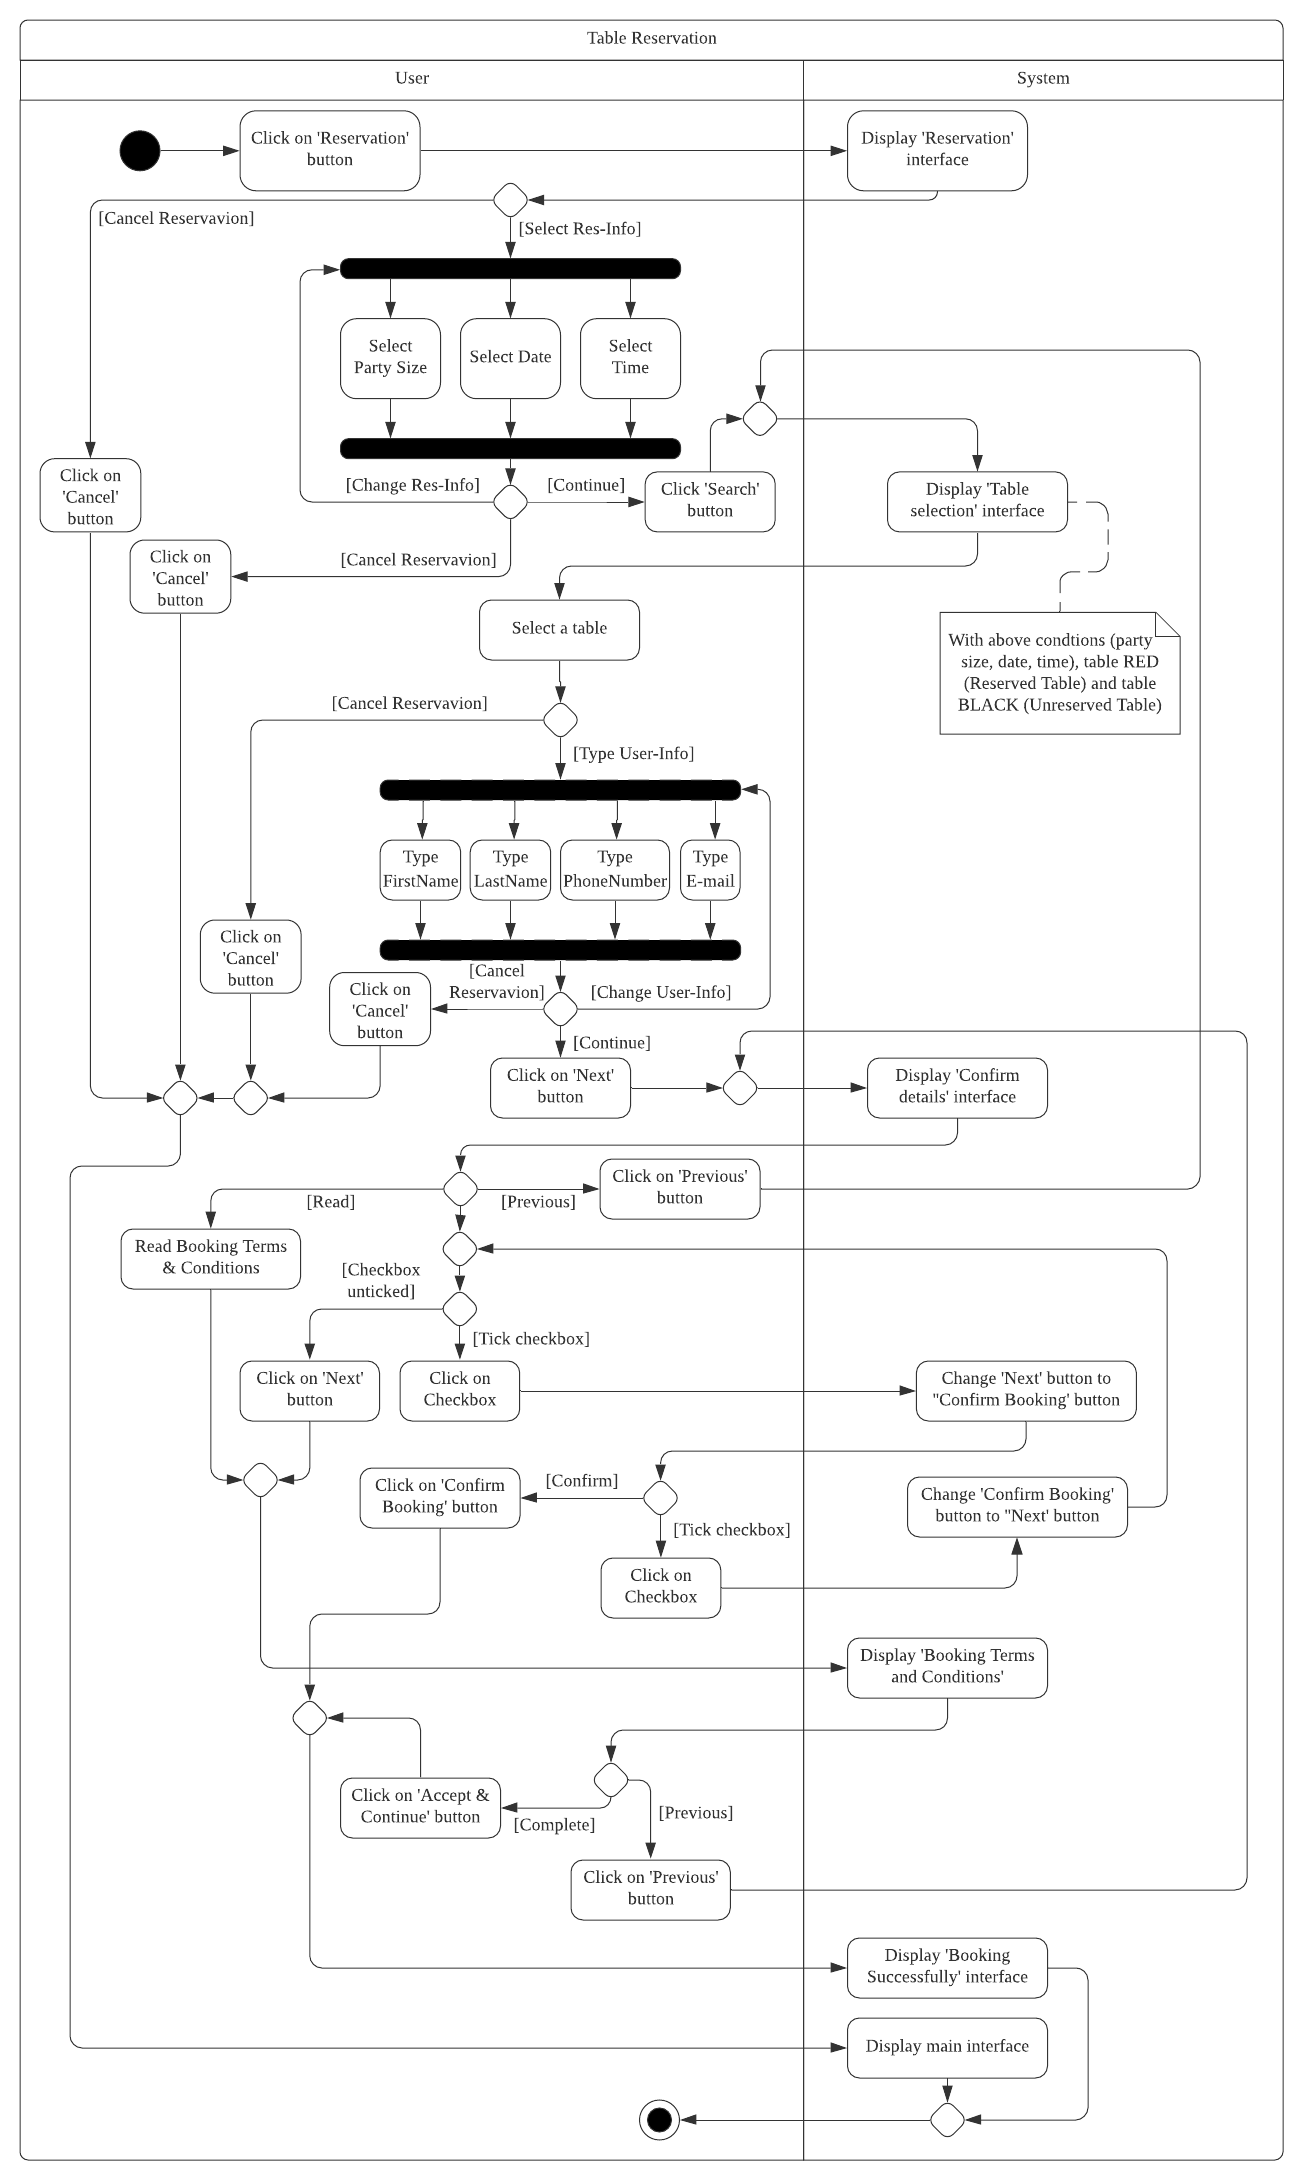 Table Reservation
User
System
Click on 'Reservation'
button
Display 'Reservation'
interface
[Cancel Reservavion]
[Select Res-Info]
Select
Party Size
Select Date
Select
Time
[Change Res-Info]
[Continue]
Click 'Search'
button
Display 'Table
selection' interface
Click on
'Cancel'
button
Click on
'Cancel'
button
[Cancel Reservavion]
Select a table
With above condtions (party
size, date, time), table RED
(Reserved Table) and table
BLACK (Unreserved Table)
[Cancel Reservavion]
[Type User-Info]
Type
FirstName
Type
LastName
Type
PhoneNumber
Type
E-mail
Click on
'Cancel'
button
Click on
'Cancel'
button
[Cancel
Reservavion]
[Change User-Info]
[Continue]
Click on 'Next'
button
Display 'Confirm
details' interface
[Read]
[Previous]
Click on 'Previous'
button
Read Booking Terms
& Conditions
[Checkbox
unticked]
[Tick checkbox]
Click on 'Next'
button
Click on
Checkbox
Change 'Next' button to
"Confirm Booking' button
Click on 'Confirm
Booking' button
[Confirm]
[Tick checkbox]
Change 'Confirm Booking'
button to "Next' button
Click on
Checkbox
Display 'Booking Terms
and Conditions'
Click on 'Accept &
Continue' button
[Complete]
[Previous]
Click on 'Previous'
button
Display 'Booking
Successfully' interface
Display main interface